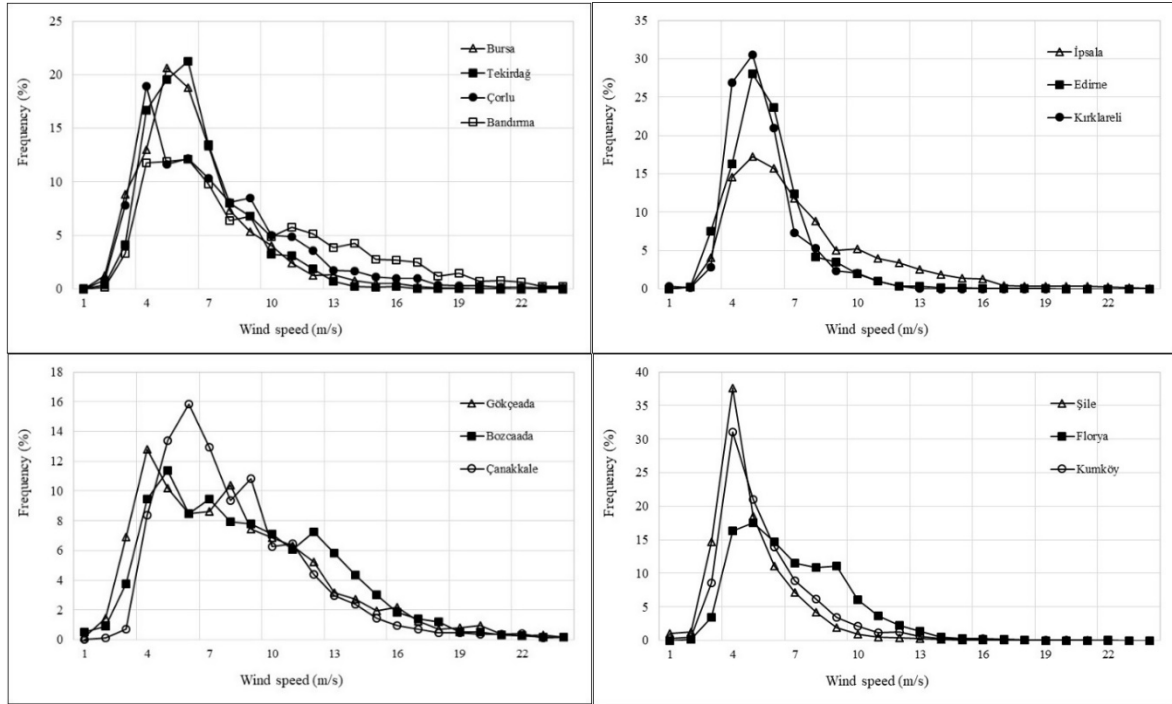 25
20
15
10
5
0
Frequency (%)
Bursa
Tekirdağ
Çorlu
Bandırma
1 4 7 10 13 16 19 22
Wind speed (m/s)
35
30
25
20
15
10
5
0
Frequency (%)
İpsala
Edirne
Kırklareli
1 4 7 10 13 16 19 22
Wind speed (m/s)
18
16
14
12
10
8
6
4
2
0
Frequency (%)
Gökçeada
Bozcaada
Çanakkale
1 4 7 10 13 16 19 22
Wind speed (m/s)
40
35
30
25
20
15
10
5
0
Frequency (%)
Şile
Florya
Kumköy
1 4 7 10 13 16 19 22
Wind speed (m/s)